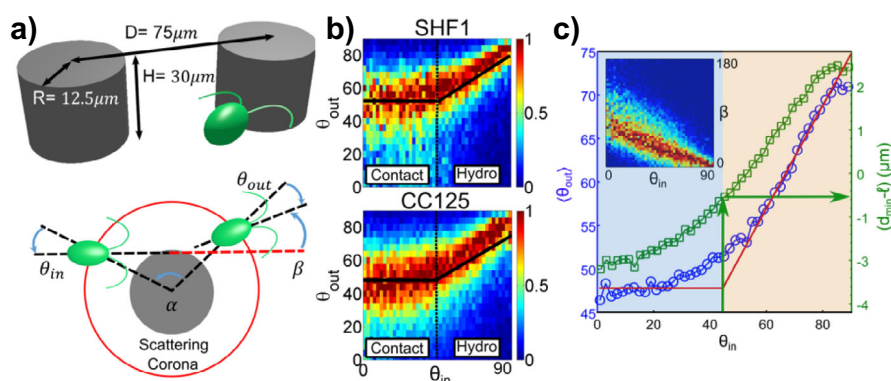 a)
D= 75μm
R= 12.5μm
H= 30μm
θin
θout
β
α
Scattering
Corona
b)
SHF1
θout
80
60
40
20
0
Contact
Hydro
1
0.5
0
CC125
θout
80
60
40
20
0
Contact
Hydro
0
θin
90
1
0.5
0
c)
75
70
65
60
55
50
45
⟨θout⟩
180
β
0
0
θin
90
2
1
0
-1
-2
-3
(dmin-ℓ) (μm)
0
20
40
60
80
θin